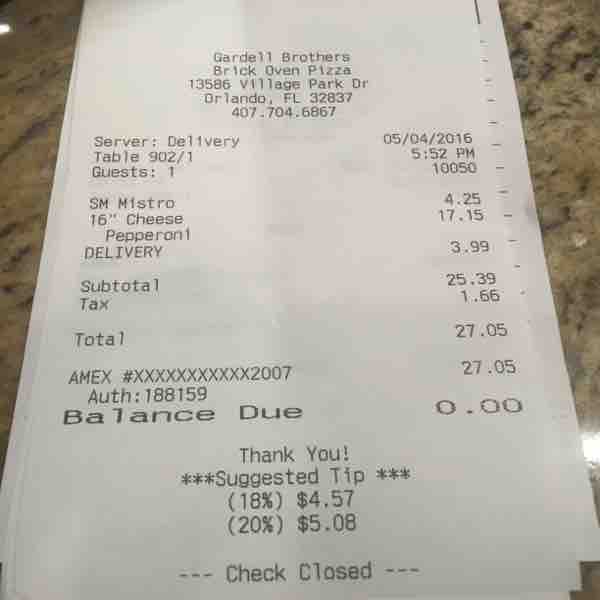 Gardell Brothers
Brick Oven Pizza
13586 Village Park Dr
Orlando, FL 32837
407.704.6867
Server: Delivery 05/04/2016
Table 902/1 5:52 PM
Guests: 1 10050
SM Mistro 4.25
16" Cheese 17.15
Pepperoni
DELIVERY 3.99
Subtotal 25.39
Tax 1.66
Total 27.05
AMEX #XXXXXXXXXXX2007 27.05
Auth:188159
Balance Due 0.00
Thank You!
***Suggested Tip ***
(18%) $4.57
(20%) $5.08
--- Check Closed ---